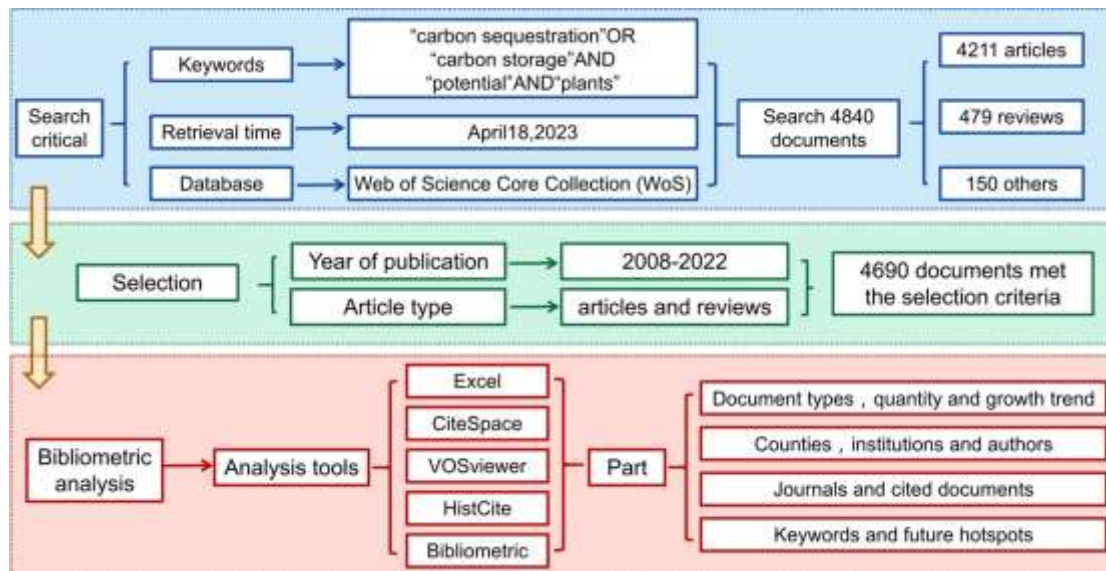 Search
critical
Keywords
“carbon sequestration”OR
“carbon storage”AND
“potential”AND“plants”
Retrieval time
April18,2023
Database
Web of Science Core Collection (WoS)
Search 4840
documents
4211 articles
479 reviews
150 others
Selection
Year of publication
2008-2022
Article type
articles and reviews
4690 documents met
the selection criteria
Bibliometric
analysis
Analysis tools
Excel
CiteSpace
VOSviewer
HistCite
Bibliometric
Part
Document types，quantity and growth trend
Counties，institutions and authors
Journals and cited documents
Keywords and future hotspots